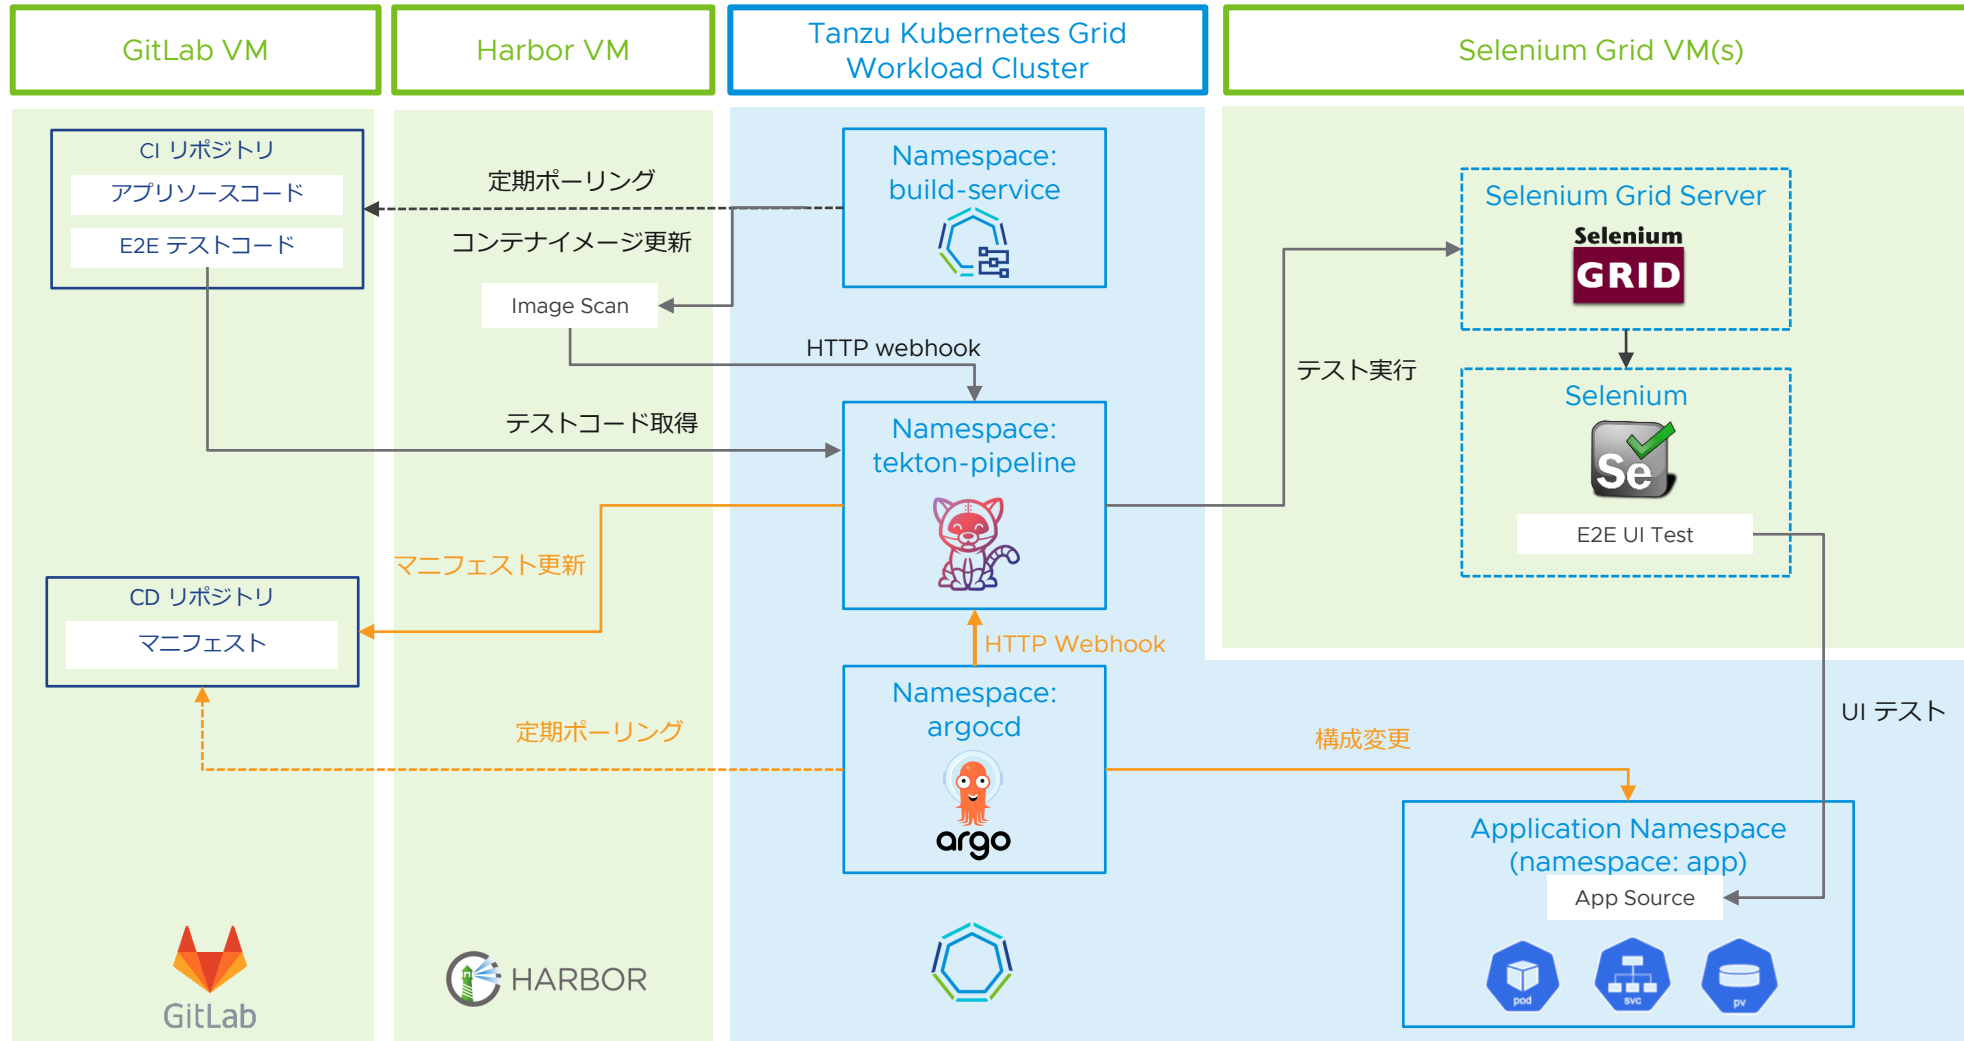 GitLab VM
Harbor VM
Tanzu Kubernetes Grid
Workload Cluster
Selenium Grid VM(s)
CI リポジトリ
アプリソースコード
E2E テストコード
定期ポーリング
コンテナイメージ更新
Image Scan
HTTP webhook
テストコード取得
マニフェスト更新
CD リポジトリ
マニフェスト
定期ポーリング
Namespace:
build-service
Namespace:
tekton-pipeline
HTTP Webhook
Namespace:
argocd
argo
テスト実行
Selenium Grid Server
Selenium
GRID
Selenium
Se
E2E UI Test
UI テスト
構成変更
Application Namespace
(namespace: app)
App Source
pod
svc
pv
GitLab
HARBOR